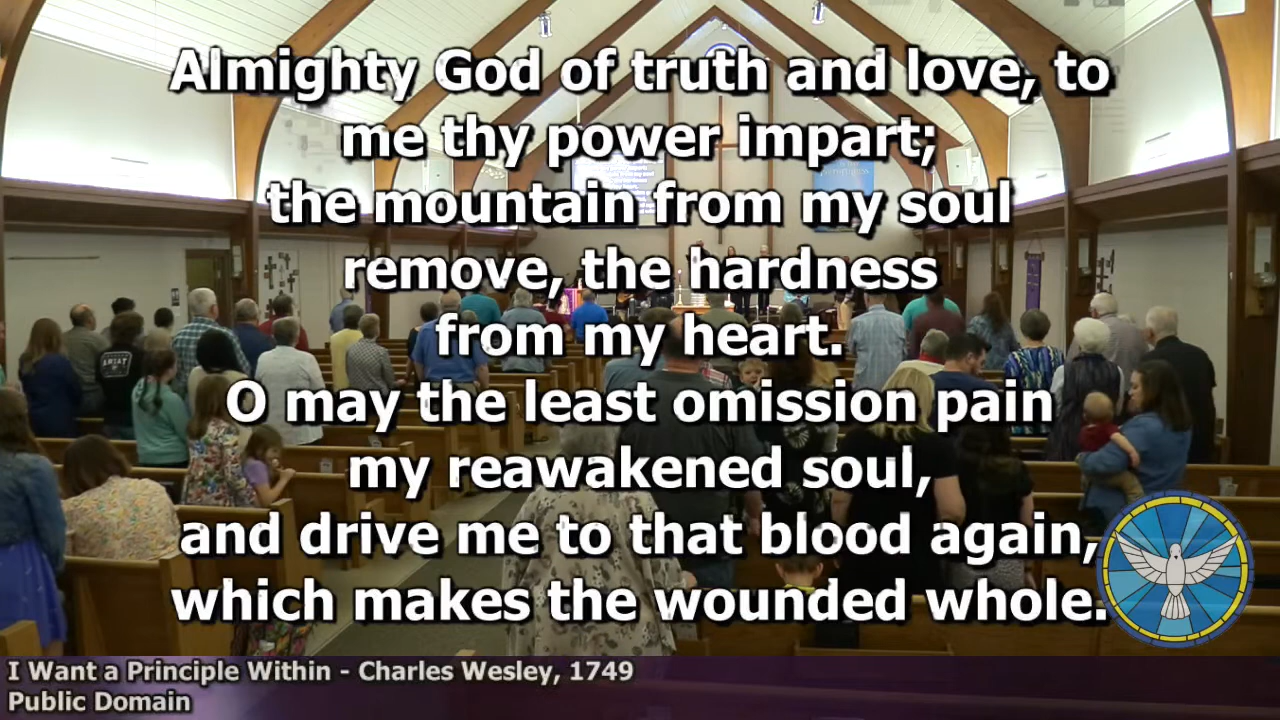 Almighty God of truth and love, to
me thy power impart;
the mountain from my soul
remove, the hardness
from my heart.
O may the least omission pain
my reawakened soul,
and drive me to that blood again,
which makes the wounded whole.
I Want a Principle Within - Charles Wesley, 1749
Public Domain